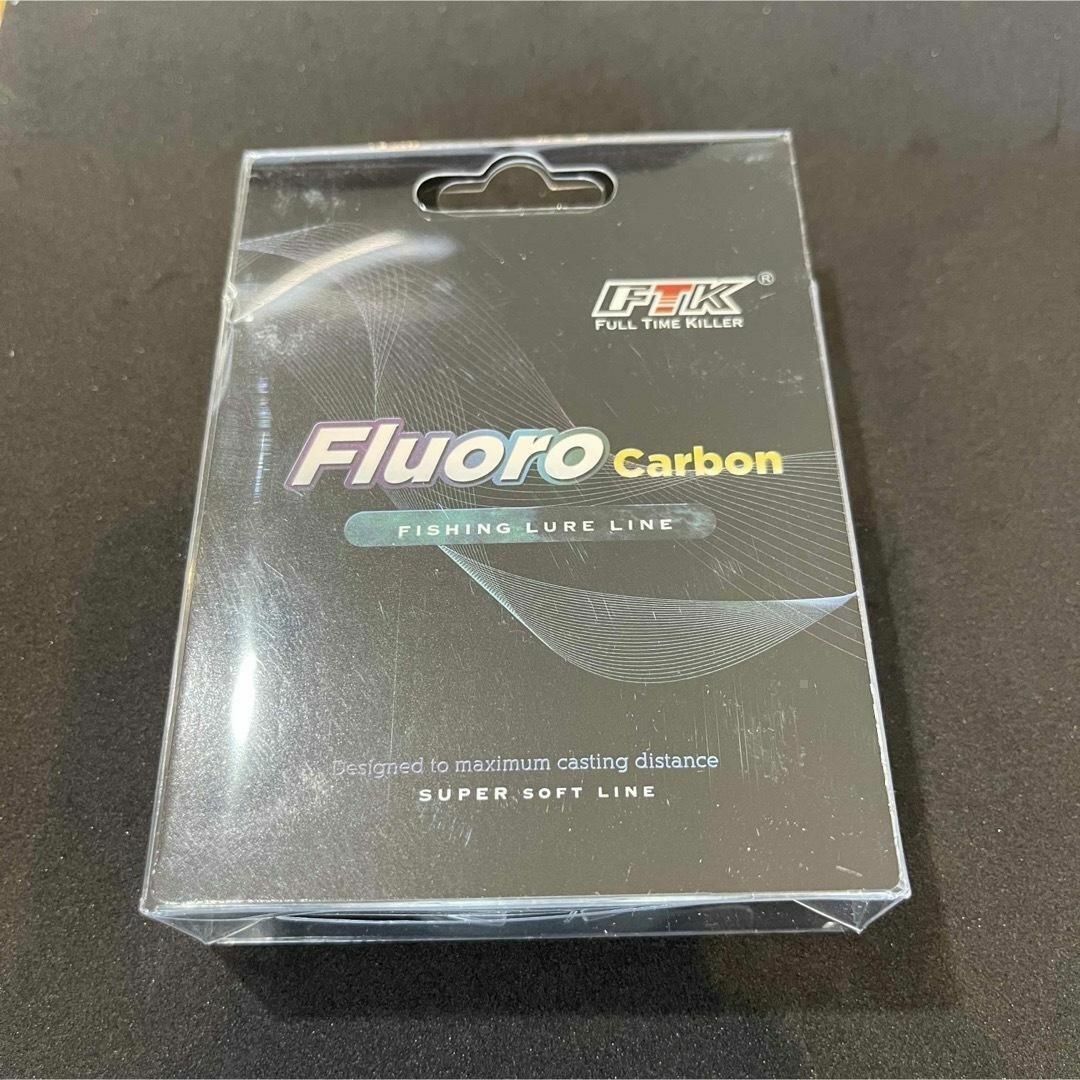 FTK®
FULL TIME KILLER
Fluoro Carbon
FISHING LURE LINE
Designed to maximum casting distance
SUPER SOFT LINE